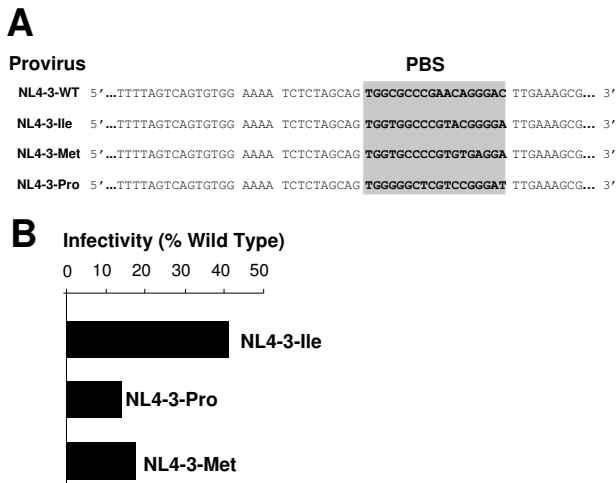 A
Provirus PBS
NL4-3-WT 5’...TTTTAGTCAGTGTGG AAAA TCTCTAGCAG TGGCGCCCGAACAGGGAC TTGAAAGCG... 3’
NL4-3-Ile 5’...TTTTAGTCAGTGTGG AAAA TCTCTAGCAG TGGTGGCCCGTACGGGGA TTGAAAGCG... 3’
NL4-3-Met 5’...TTTTAGTCAGTGTGG AAAA TCTCTAGCAG TGGTGCCCCGTGTGAGGA TTGAAAGCG... 3’
NL4-3-Pro 5’...TTTTAGTCAGTGTGG AAAA TCTCTAGCAG TGGGGGCTCGTCCGGGAT TTGAAAGCG... 3’
B
Infectivity (% Wild Type)
0 10 20 30 40 50
NL4-3-Ile
NL4-3-Pro
NL4-3-Met